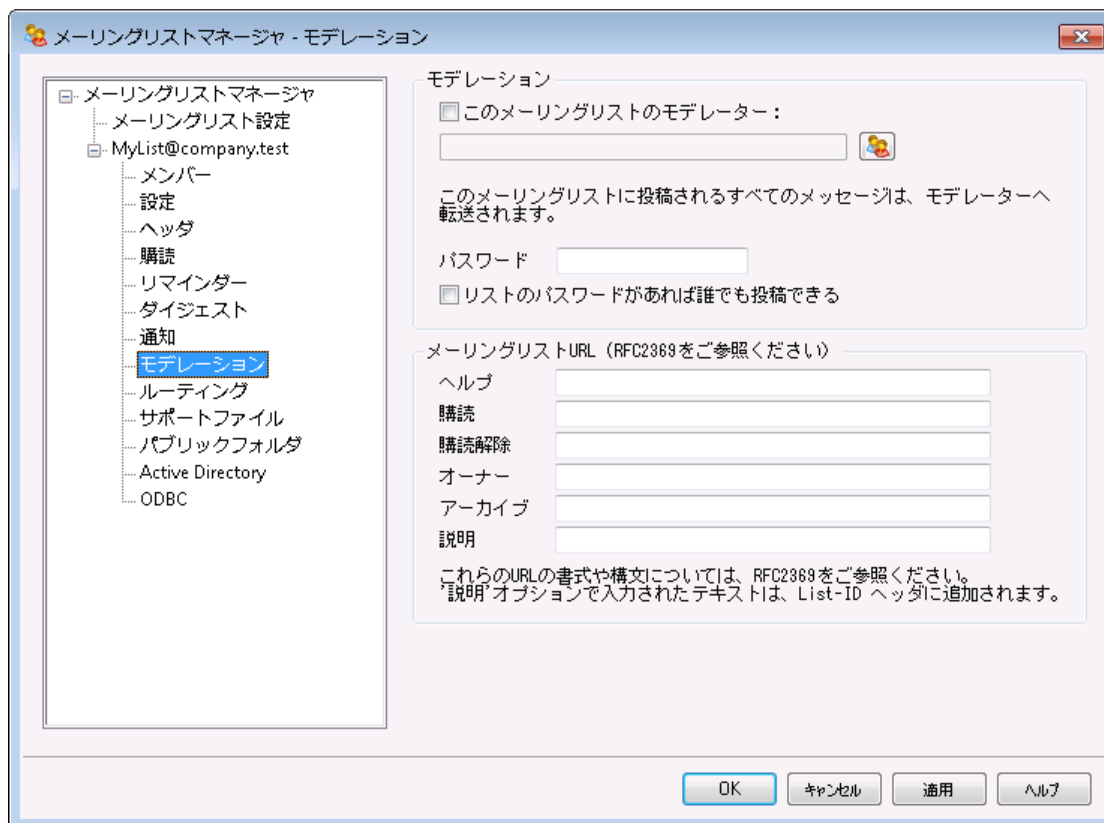 メーリングリストマネージャ - モデレーション
メーリングリストマネージャ
メーリングリスト設定
MyList@company.test
メンバー
設定
ヘッダ
購読
リマインダー
ダイジェスト
通知
モデレーション
ルーティング
サポートファイル
パブリックフォルダ
Active Directory
ODBC
モデレーション
このメーリングリストのモデレーター：
このメーリングリストに投稿されるすべてのメッセージは、モデレーターへ
転送されます。
パスワード
リストのパスワードがあれば誰でも投稿できる
メーリングリストURL（RFC2369をご参照ください）
ヘルプ
購読
購読解除
オーナー
アーカイブ
説明
これらのURLの書式や構文については、RFC2369をご参照ください。
'説明'オプションで入力されたテキストは、List-ID ヘッダに追加されます。
OK
キャンセル
適用
ヘルプ